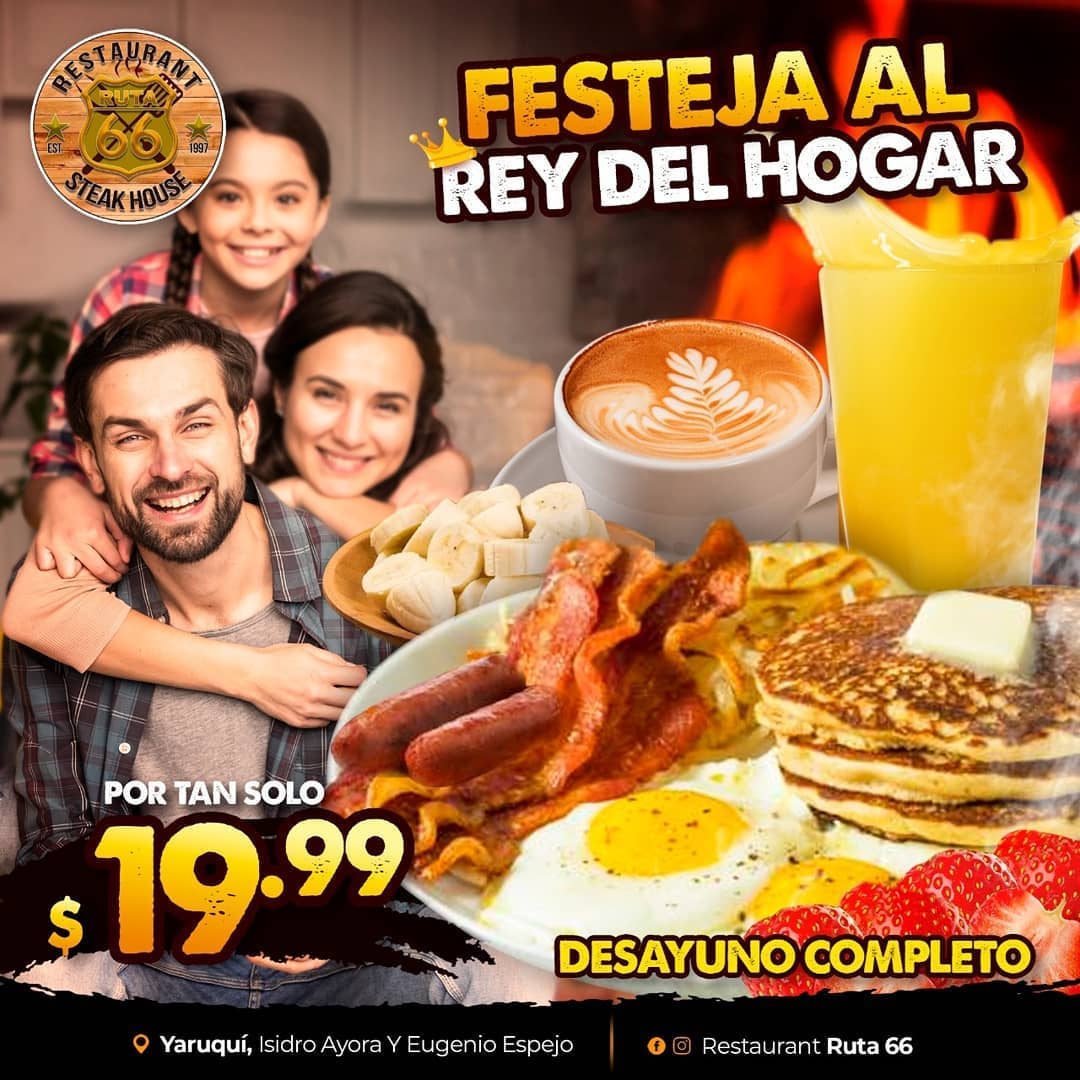 RESTAURANT
RUTA
66
EST. 1997
STEAK HOUSE
FESTEJA AL
REY DEL HOGAR
POR TAN SOLO
$19.99
DESAYUNO COMPLETO
Yaruquí, Isidro Ayora Y Eugenio Espejo
Restaurant Ruta 66